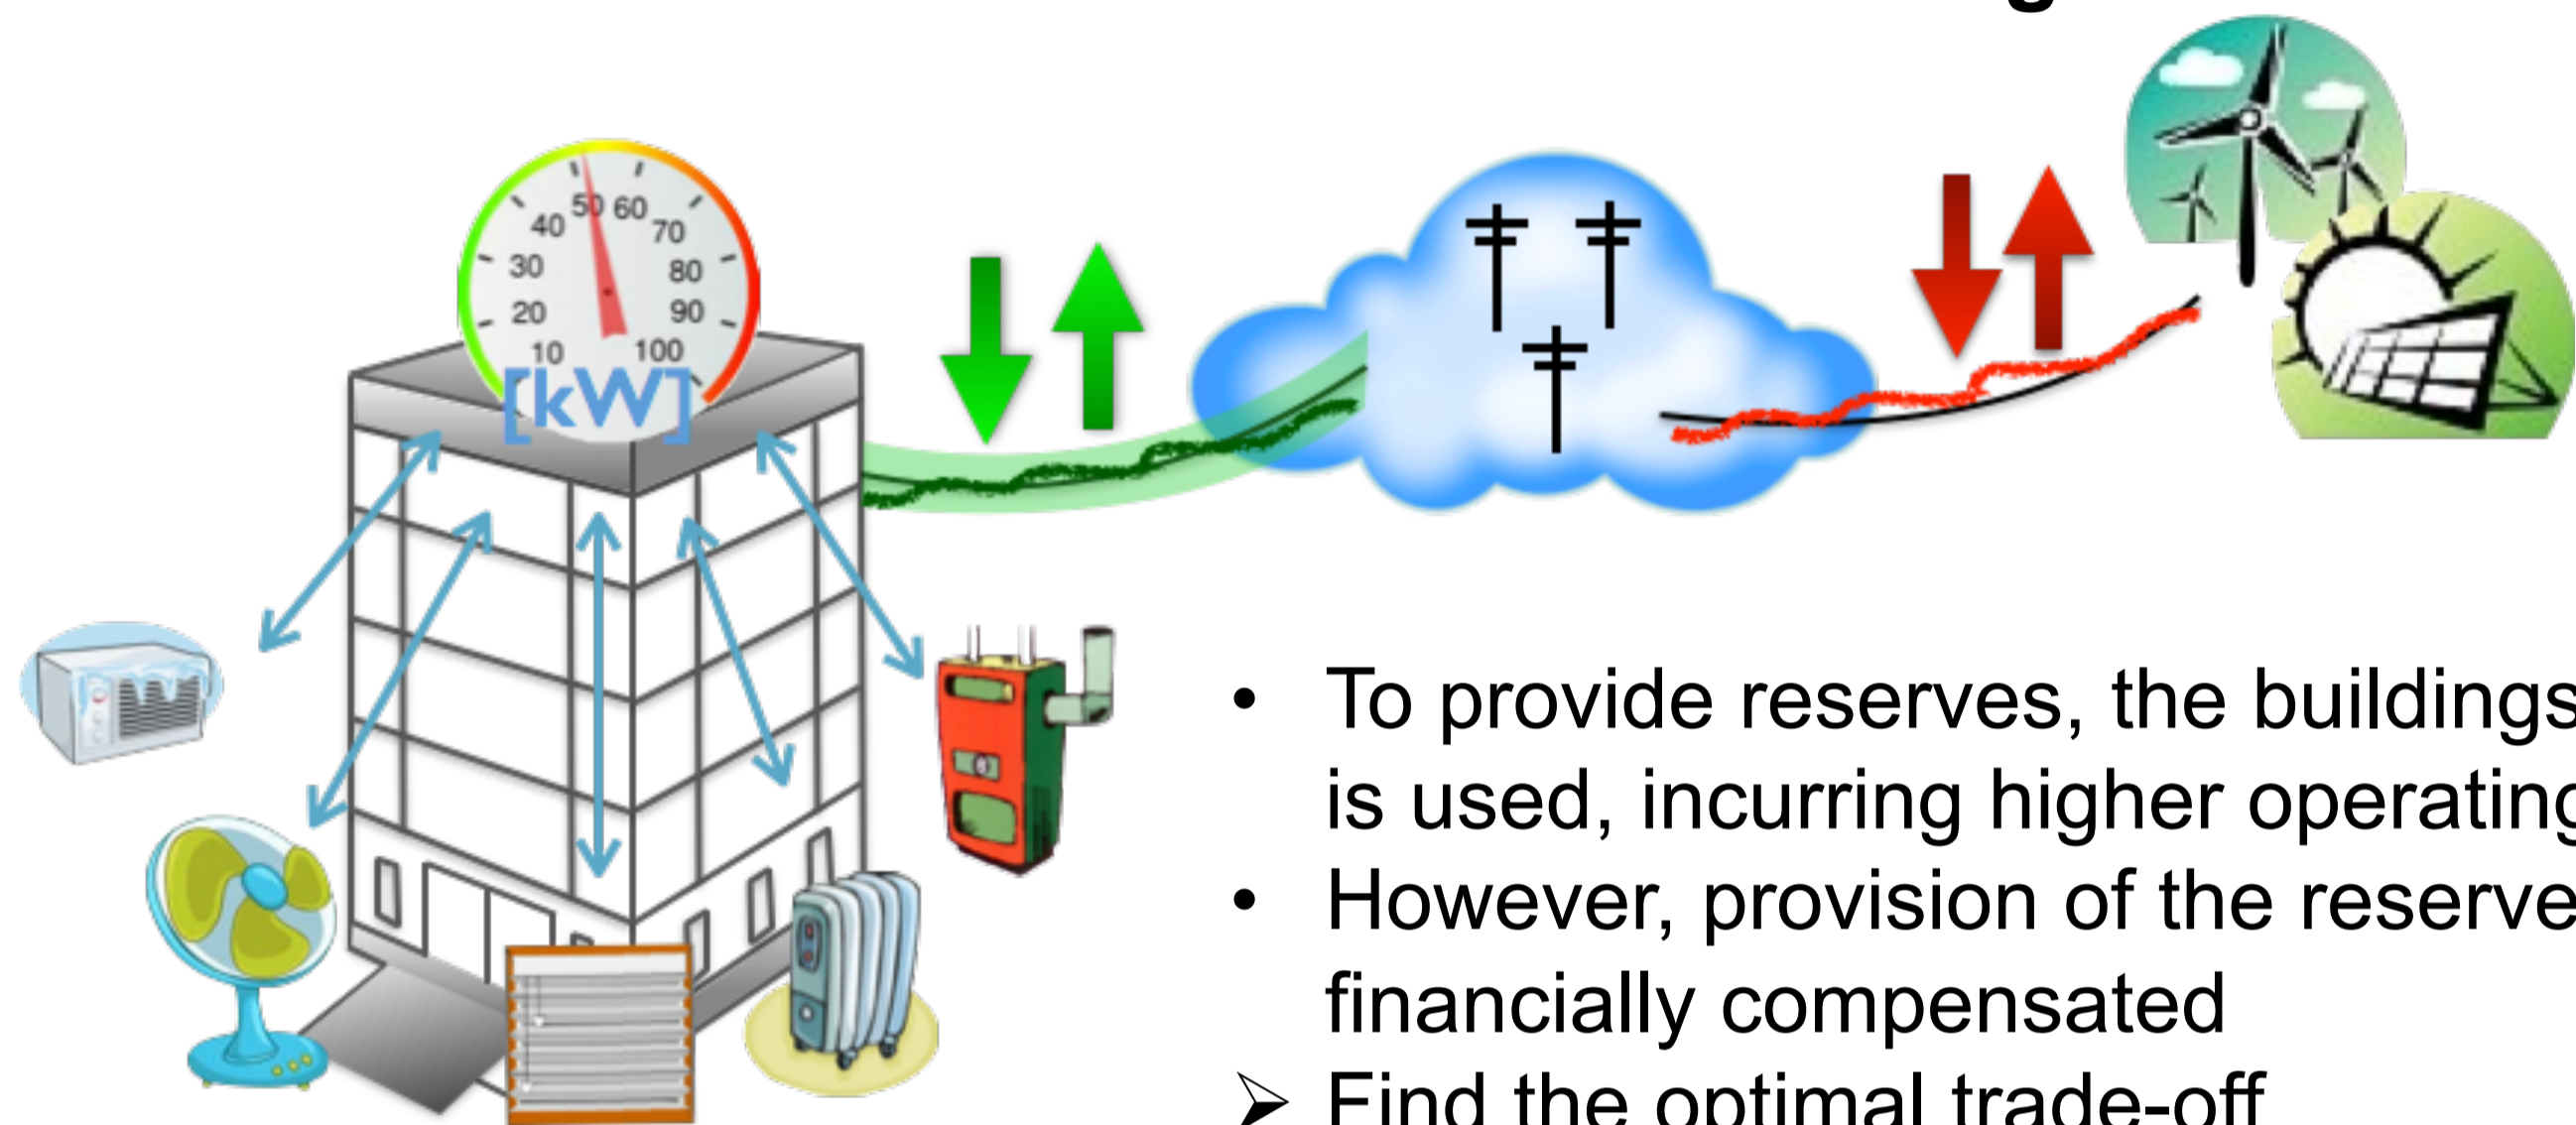 50 60
40 70
30 80
20 90
10 100
[kW]
• To provide reserves, the buildings
is used, incurring higher operating
• However, provision of the reserve
financially compensated
➢ Find the optimal trade-off